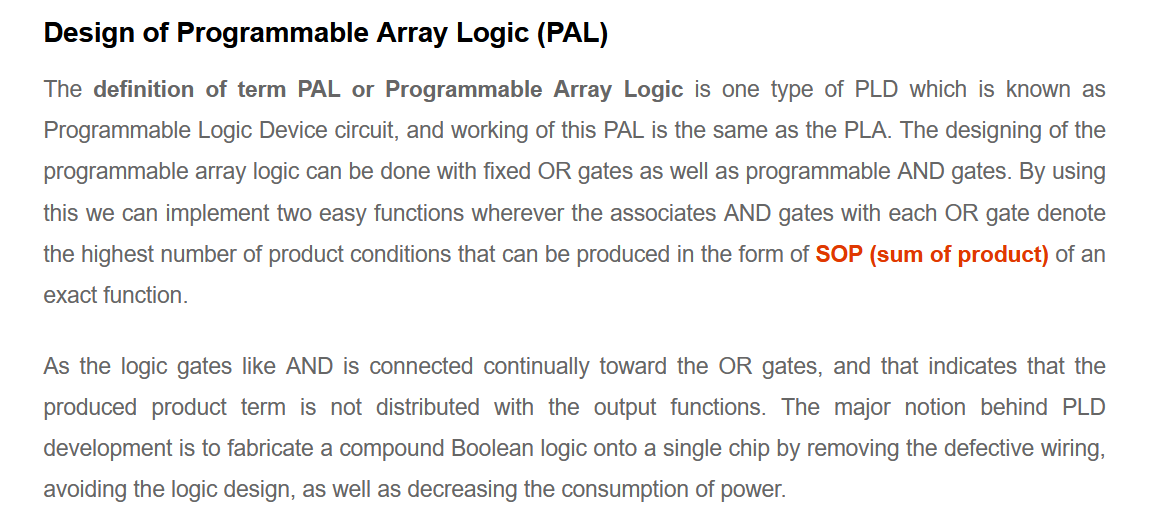 Design of Programmable Array Logic (PAL)
The definition of term PAL or Programmable Array Logic is one type of PLD which is known as
Programmable Logic Device circuit, and working of this PAL is the same as the PLA. The designing of the
programmable array logic can be done with fixed OR gates as well as programmable AND gates. By using
this we can implement two easy functions wherever the associates AND gates with each OR gate denote
the highest number of product conditions that can be produced in the form of SOP (sum of product) of an
exact function.
As the logic gates like AND is connected continually toward the OR gates, and that indicates that the
produced product term is not distributed with the output functions. The major notion behind PLD
development is to fabricate a compound Boolean logic onto a single chip by removing the defective wiring,
avoiding the logic design, as well as decreasing the consumption of power.